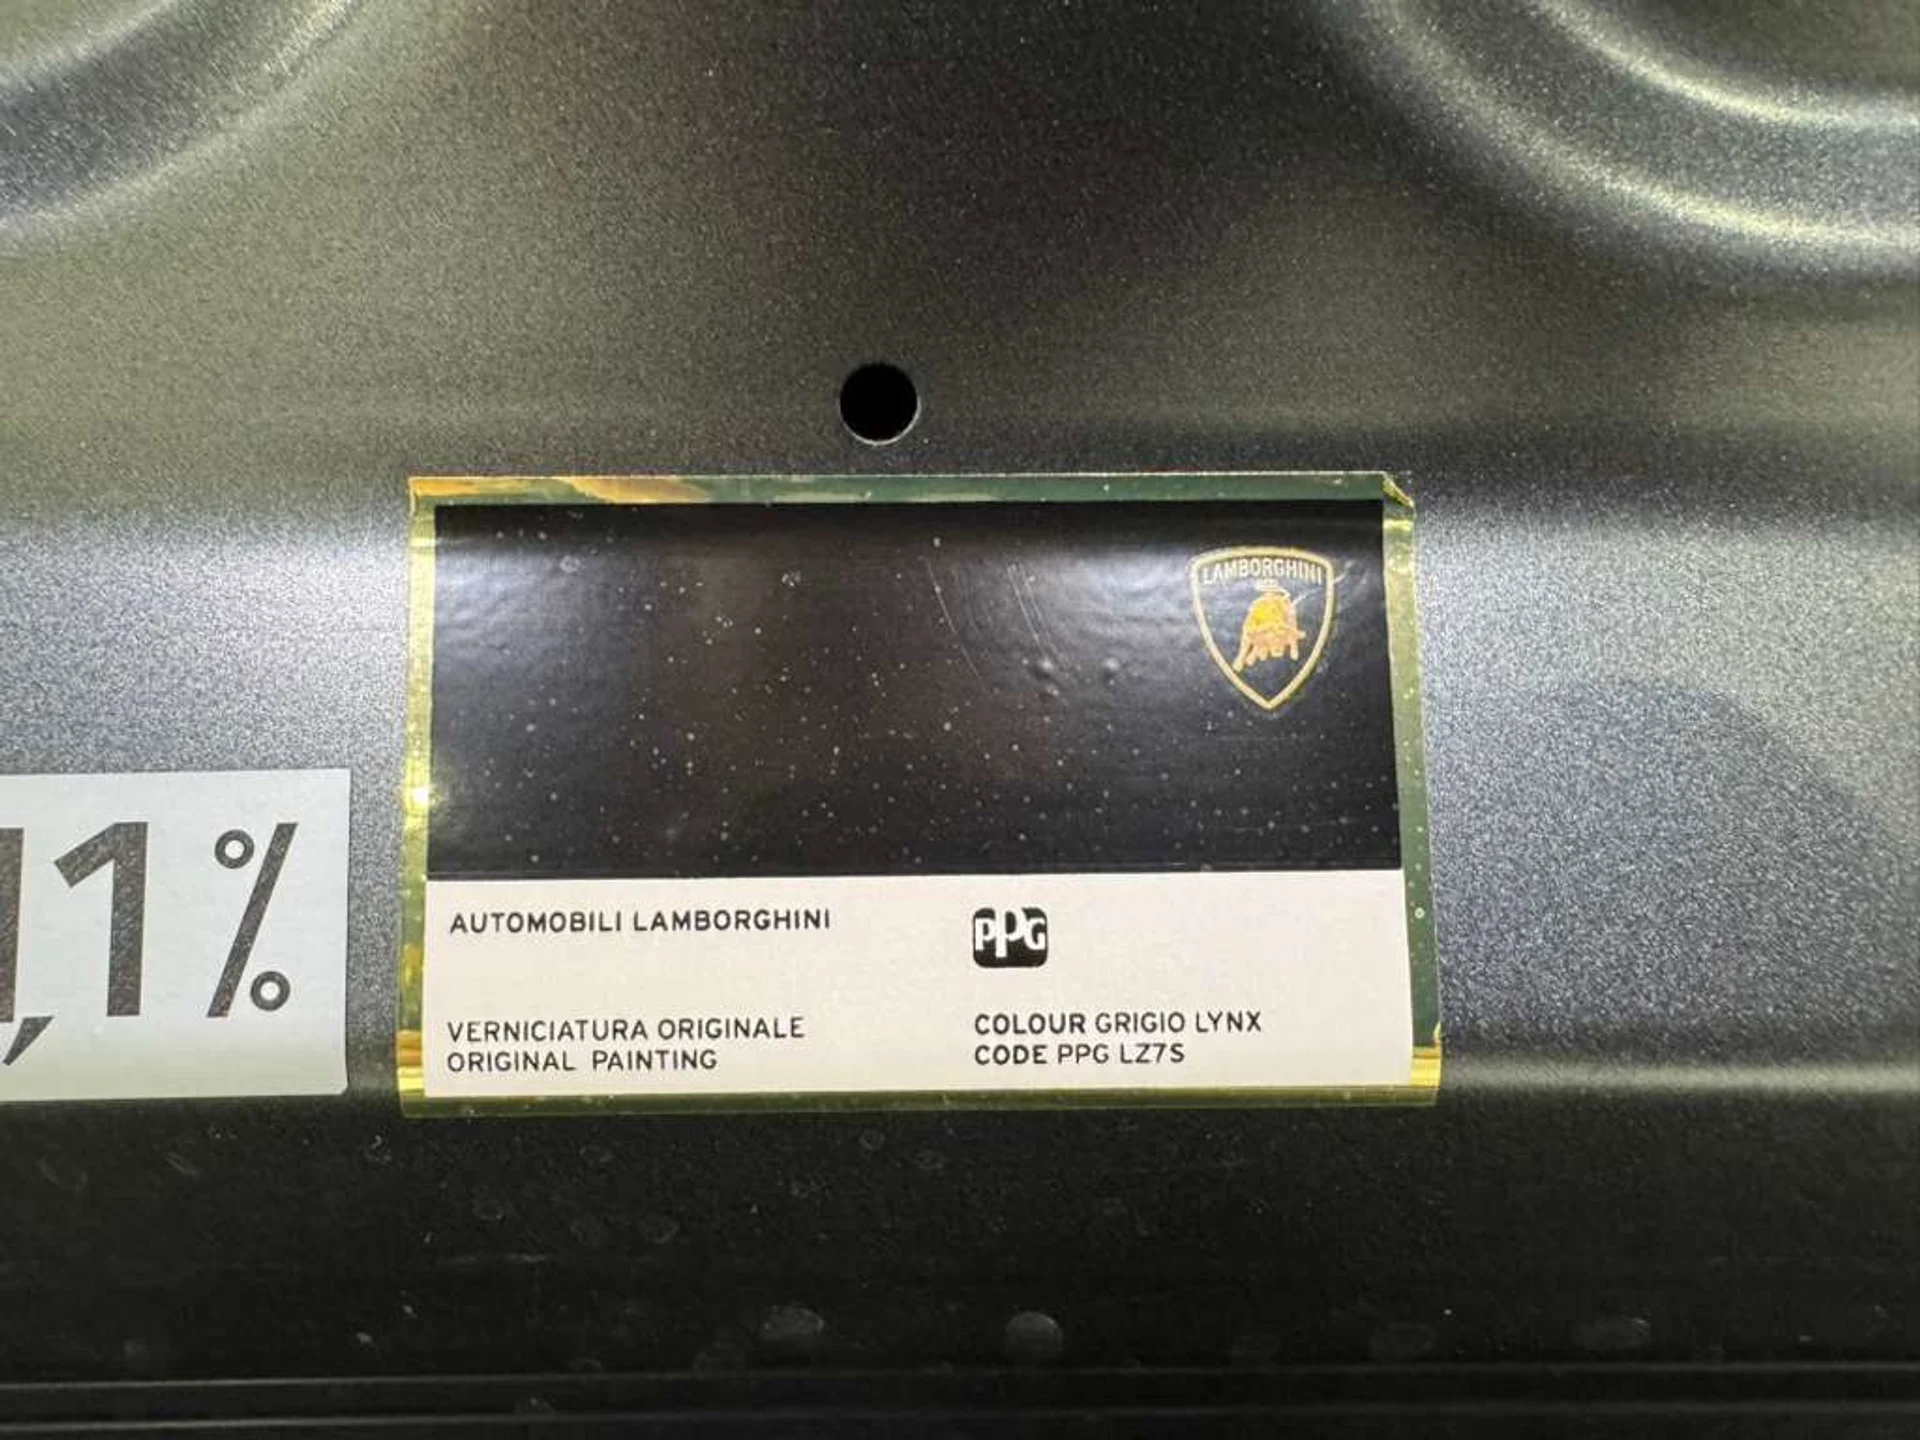 LAMBORGHINI
,1%
AUTOMOBILI LAMBORGHINI
PPG
VERNICIATURA ORIGINALE
ORIGINAL PAINTING
COLOUR GRIGIO LYNX
CODE PPG LZ7S